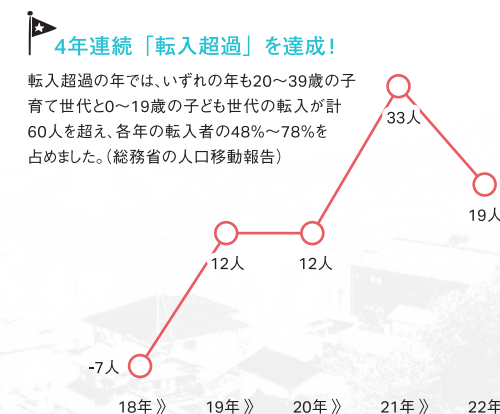 4年連続「転入超過」を達成！
転入超過の年では、いずれの年も20〜39歳の子
育て世代と0〜19歳の子ども世代の転入が計
60人を超え、各年の転入者の48%〜78%を
占めました。（総務省の人口移動報告）
33人
19人
12人
12人
-7人
18年》 19年》 20年》 21年》 22年